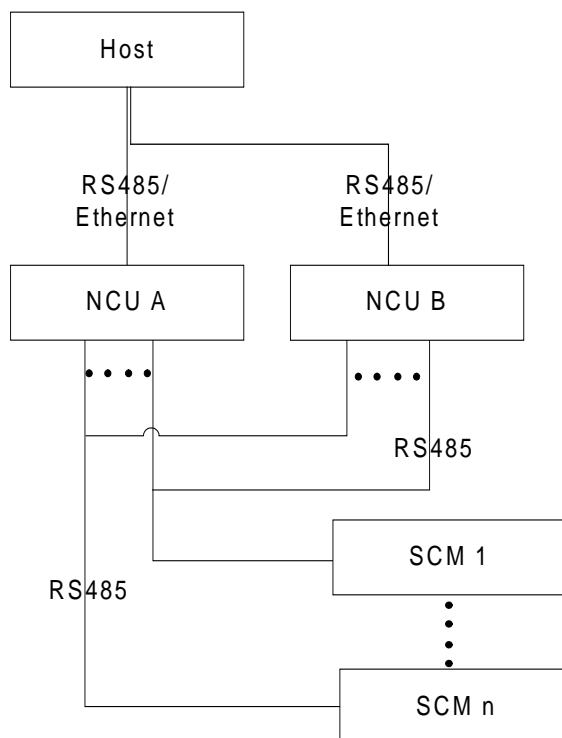 Host
RS485/
Ethernet
RS485/
Ethernet
NCU A
NCU B
RS485
SCM 1
RS485
SCM n